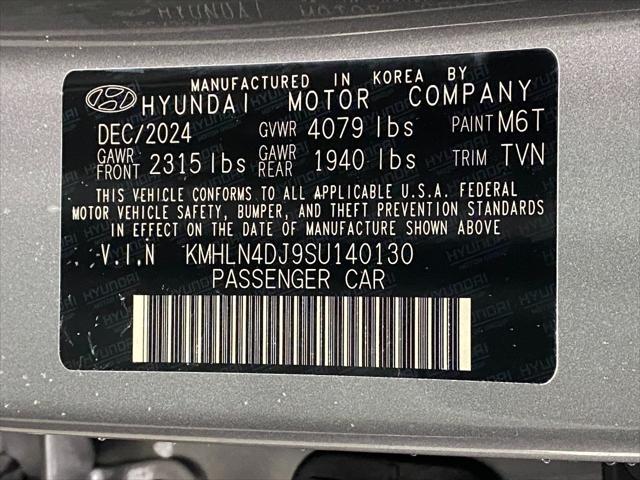 MANUFACTURED IN KOREA BY
HYUNDAI MOTOR COMPANY
DEC/2024 GVWR 4079 lbs PAINT M6T
GAWR FRONT 2315 lbs GAWR REAR 1940 lbs TRIM TVN
THIS VEHICLE CONFORMS TO ALL APPLICABLE U.S.A. FEDERAL
MOTOR VEHICLE SAFETY, BUMPER, AND THEFT PREVENTION STANDARDS
IN EFFECT ON THE DATE OF MANUFACTURE SHOWN ABOVE
V.I.N KMHLN4DJ9SU140130
PASSENGER CAR